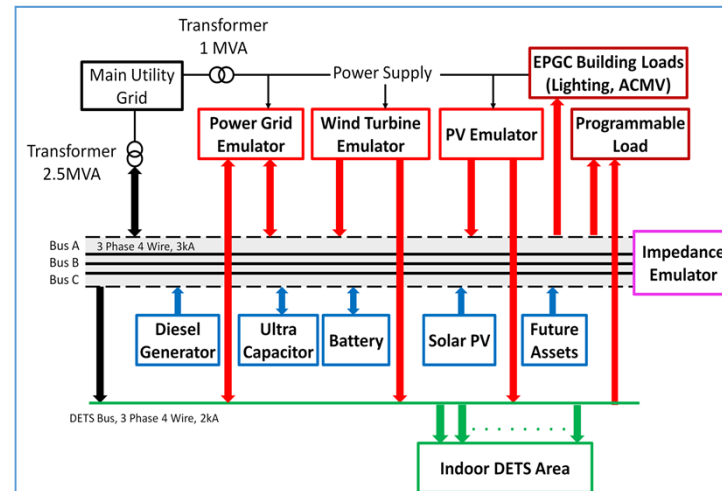 Transformer
1 MVA
Main Utility
Grid
Power Supply
EPGC Building Loads
(Lighting, ACMV)
Power Grid
Emulator
Wind Turbine
Emulator
PV Emulator
Programmable
Load
Transformer
2.5MVA
Bus A
3 Phase 4 Wire, 3kA
Bus B
Bus C
Impedance
Emulator
Diesel
Generator
Ultra
Capacitor
Battery
Solar PV
Future
Assets
DETS Bus, 3 Phase 4 Wire, 2kA
Indoor DETS Area